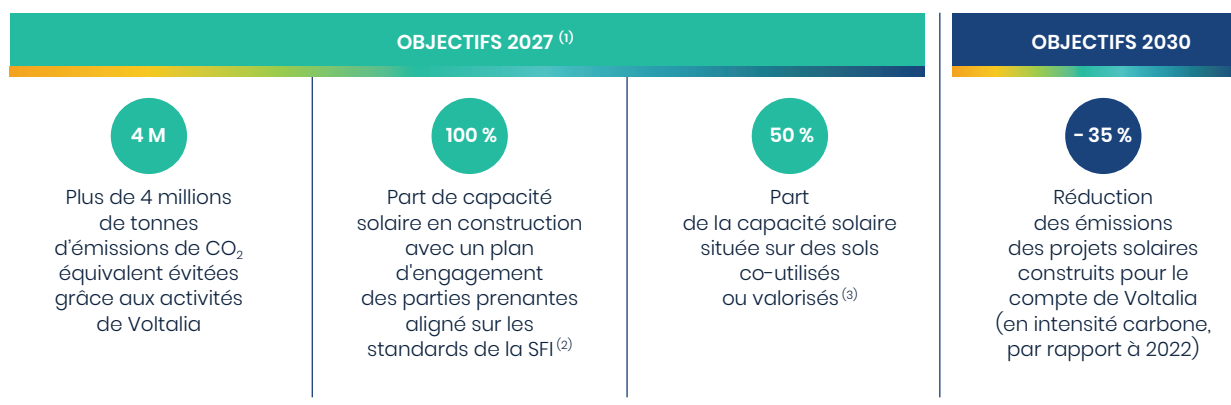 OBJECTIFS 2027 (1)
4 M
Plus de 4 millions
de tonnes
d'émissions de CO₂
équivalent évitées
grâce aux activités
de Voltalia
100 %
Part de capacité
solaire en construction
avec un plan
d'engagement
des parties prenantes
aligné sur les
standards de la SFI (2)
50 %
Part
de la capacité solaire
située sur des sols
co-utilisés
ou valorisés (3)
OBJECTIFS 2030
- 35 %
Réduction
des émissions
des projets solaires
construits pour le
compte de Voltalia
(en intensité carbone,
par rapport à 2022)